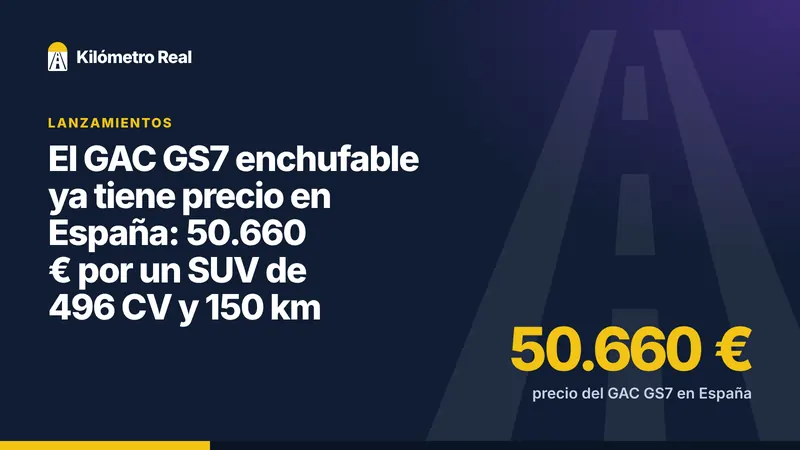 Kilómetro Real
LANZAMIENTOS
El GAC GS7 enchufable
ya tiene precio en
España: 50.660
€ por un SUV de
496 CV y 150 km
50.660 €
precio del GAC GS7 en España